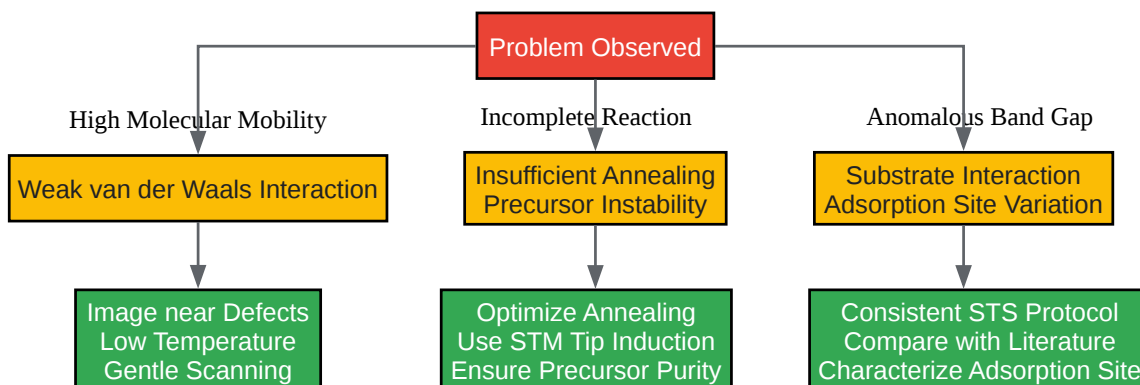 Problem Observed
High Molecular Mobility
Incomplete Reaction
Anomalous Band Gap
Weak van der Waals Interaction
Insufficient Annealing
Precursor Instability
Substrate Interaction
Adsorption Site Variation
Image near Defects
Low Temperature
Gentle Scanning
Optimize Annealing
Use STM Tip Induction
Ensure Precursor Purity
Consistent STS Protocol
Compare with Literature
Characterize Adsorption Site